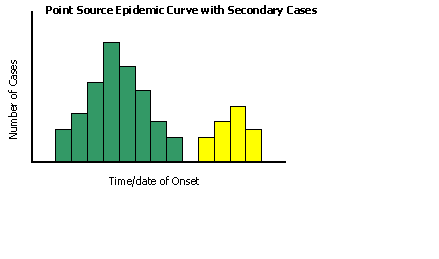 Point Source Epidemic Curve with Secondary Cases
Number of Cases
Time/date of Onset